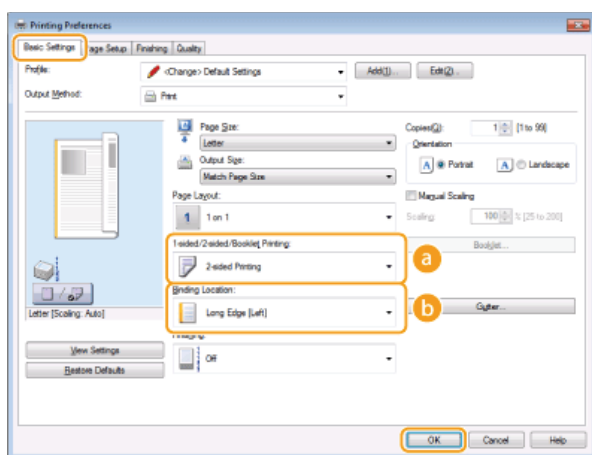 Printing Preferences
Basic Settings Page Setup Finishing Quality
Profile: <Change> Default Settings Add(1)... Edit(2)...
Output Method: Print
Page Size: Copies(Q): 1 [1 to 99]
Letter Orientation
Output Size: A Portrait A Landscape
Match Page Size
Page Layout: Manual Scaling
1 1 on 1 Scaling: 100 % [25 to 200]
1-sided/2-sided/Booklet Printing: Booklet...
2-sided Printing a
Binding Location:
Long Edge [Left] b Gutter...
Letter [Scaling: Auto]
View Settings Off
Restore Defaults
OK Cancel Help